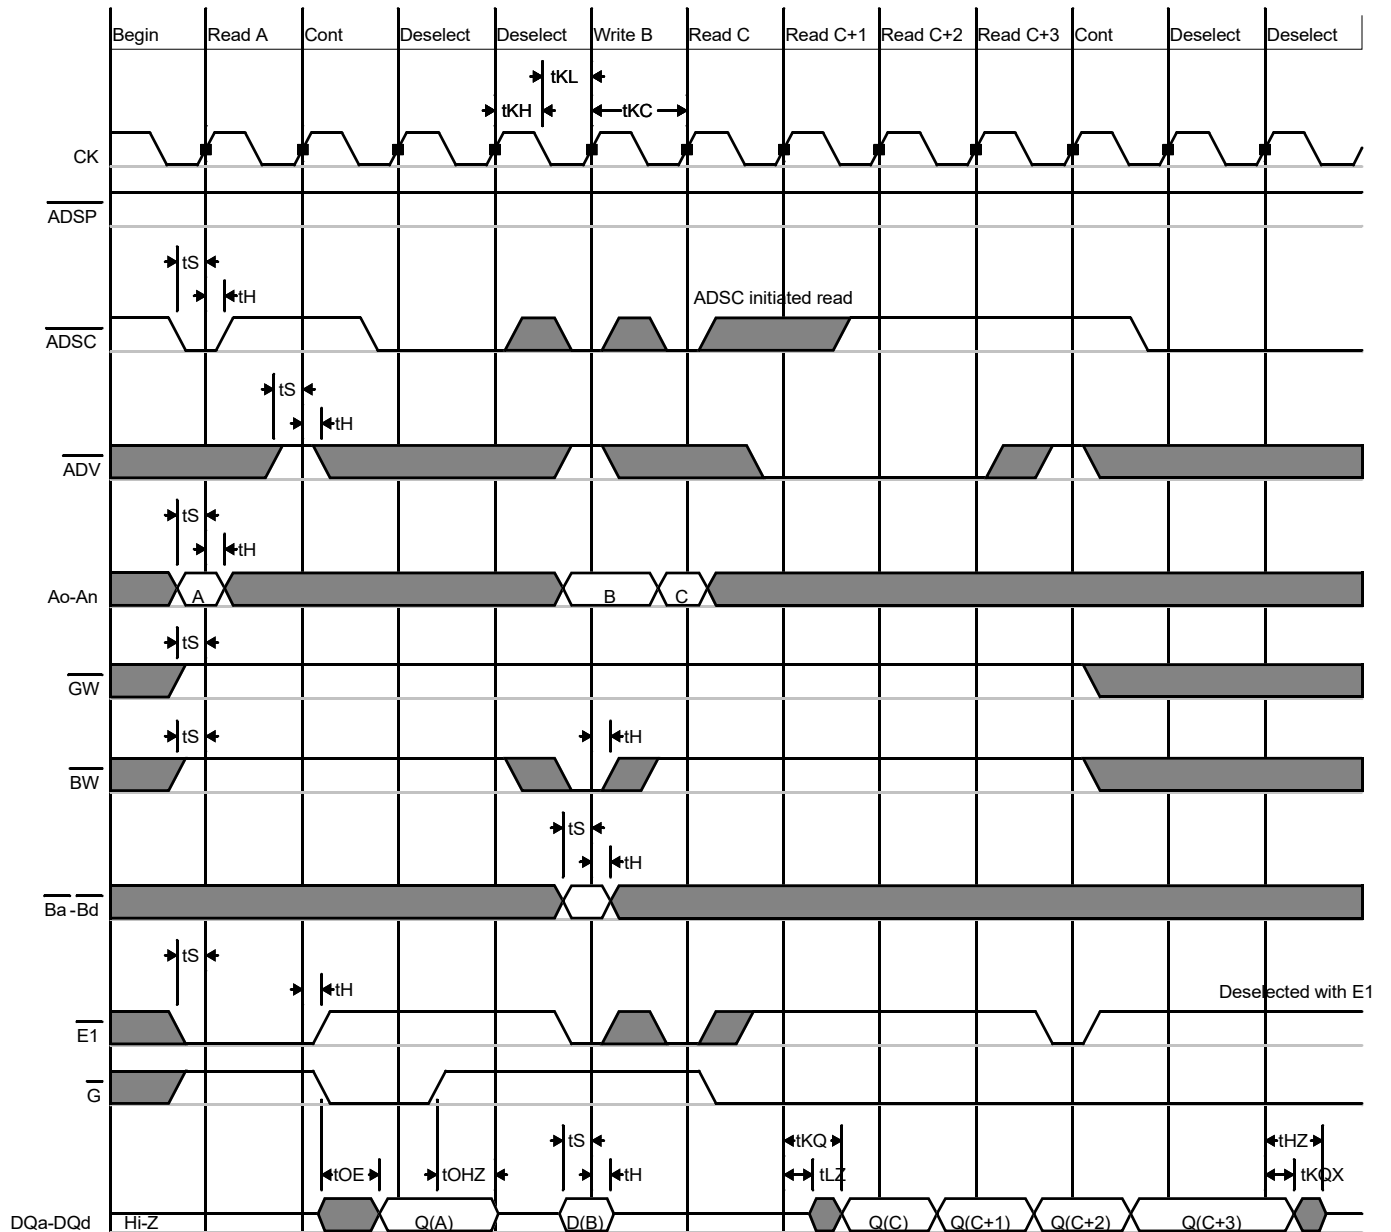 Begin Read A Cont Deselect Deselect Write B Read C Read C+1 Read C+2 Read C+3 Cont Deselect Deselect
tKL
tKH tKC
CK
ADSP
tS
tH
ADSC initiated read
ADSC
tS
tH
ADV
tS
tH
Ao-An A B C
tS
GW
tS tH
BW
tS
tH
Ba-Bd
tS
tH
Deselected with E1
E1
G
tS tKQ tHZ
tOE tOHZ tH tLZ tKQX
DQa-DQd Hi-Z Q(A) D(B) Q(C) Q(C+1) Q(C+2) Q(C+3)